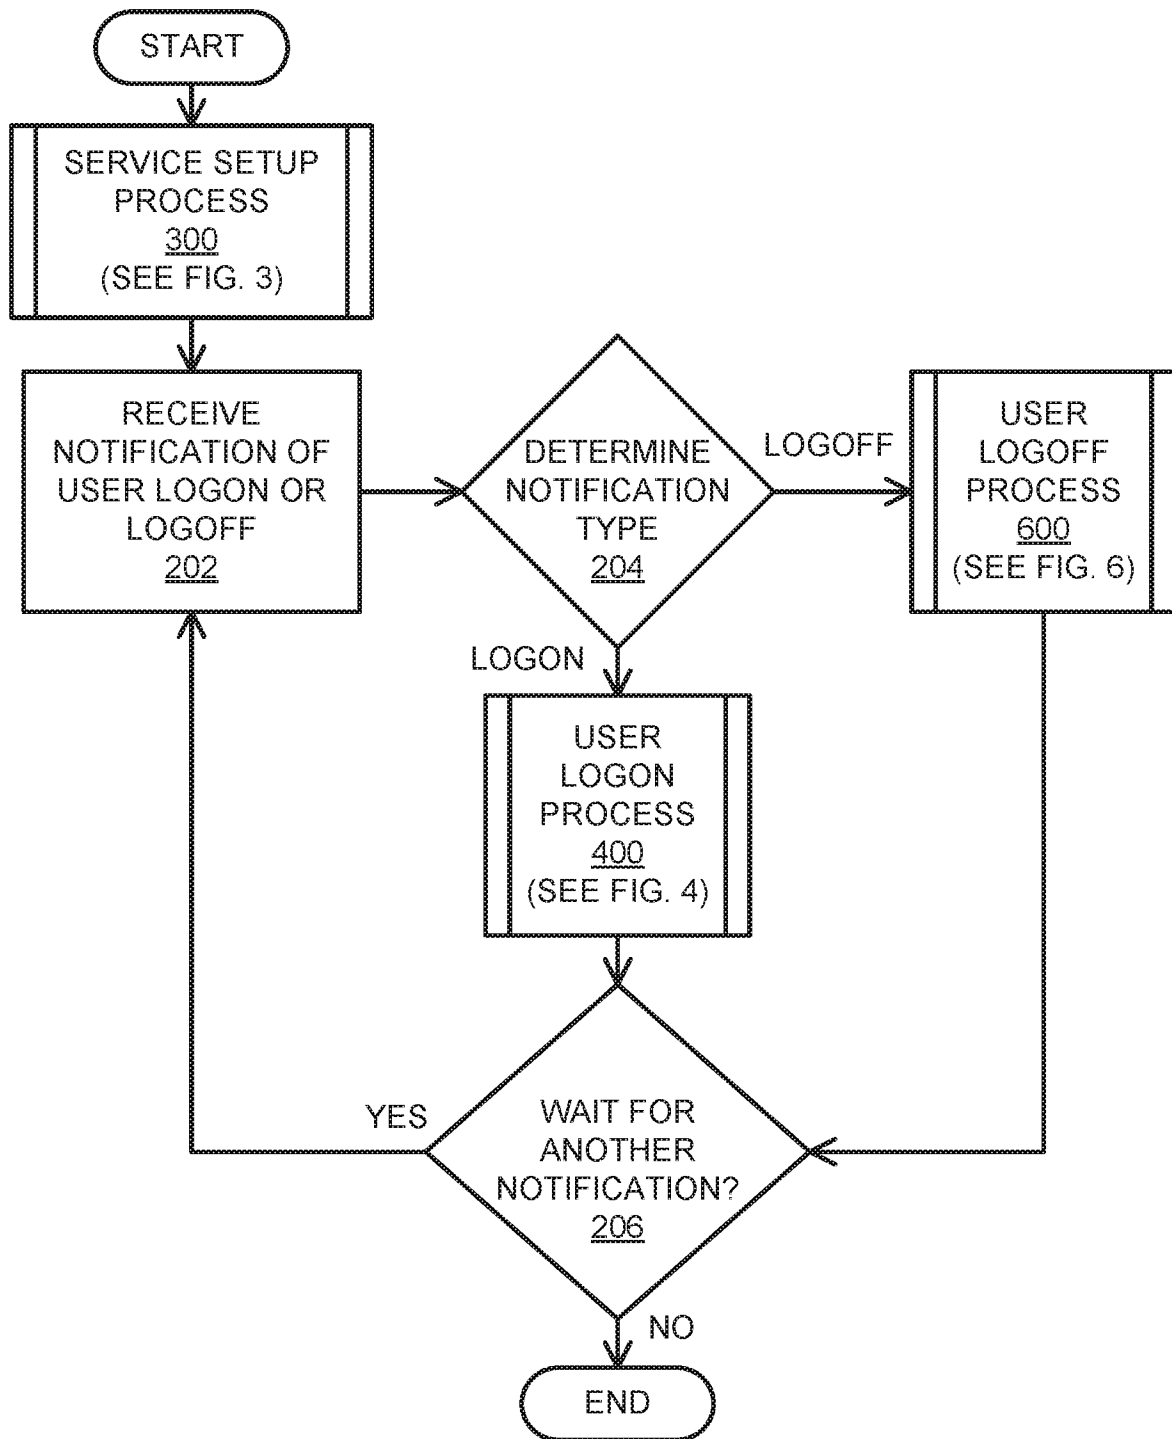 START
SERVICE SETUP
PROCESS
300
(SEE FIG. 3)
RECEIVE
NOTIFICATION OF
USER LOGON OR
LOGOFF
202
DETERMINE
NOTIFICATION
TYPE
204
LOGOFF
USER
LOGOFF
PROCESS
600
(SEE FIG. 6)
LOGON
USER
LOGON
PROCESS
400
(SEE FIG. 4)
YES
WAIT FOR
ANOTHER
NOTIFICATION?
206
NO
END